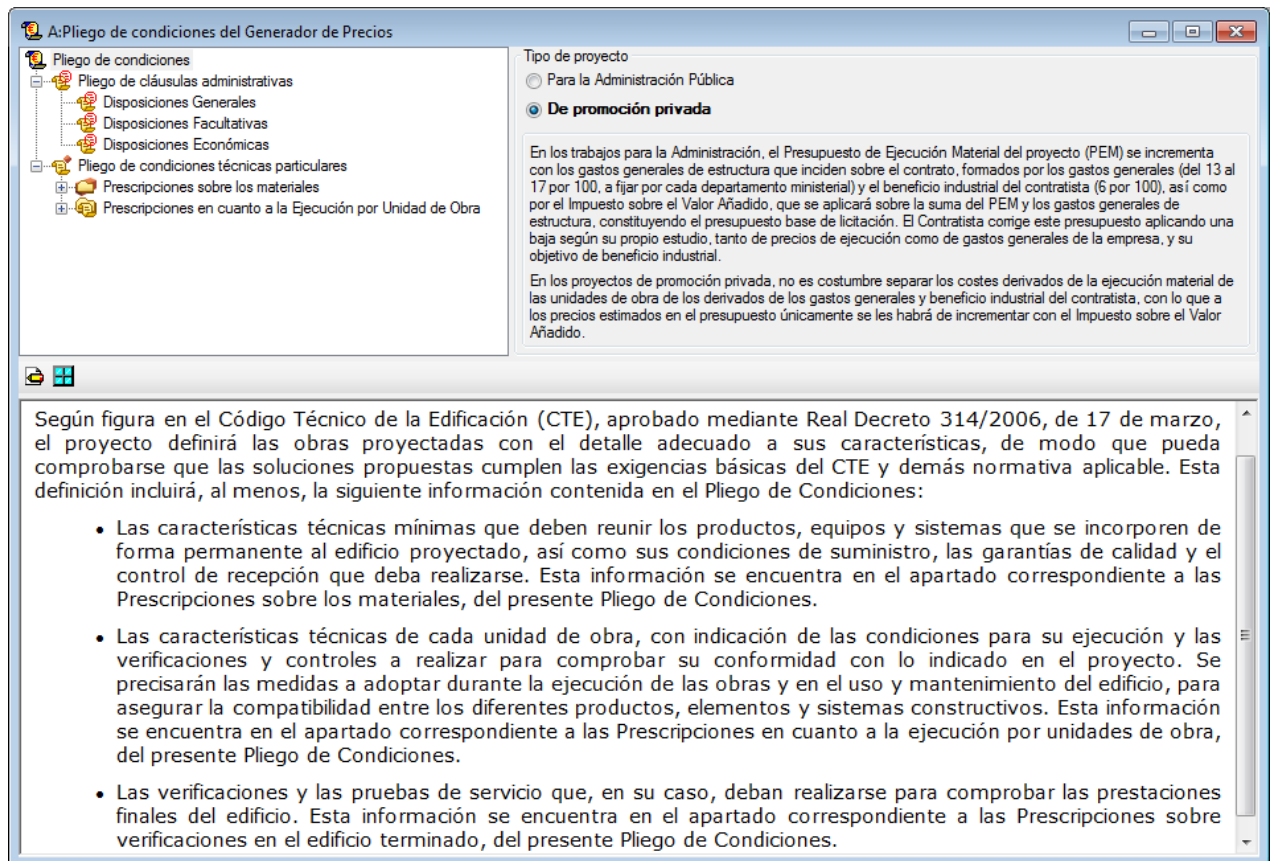 A:Pliego de condiciones del Generador de Precios
Pliego de condiciones
Pliego de cláusulas administrativas
Disposiciones Generales
Disposiciones Facultativas
Disposiciones Económicas
Pliego de condiciones técnicas particulares
Prescripciones sobre los materiales
Prescripciones en cuanto a la Ejecución por Unidad de Obra
Tipo de proyecto
Para la Administración Pública
De promoción privada
En los trabajos para la Administración, el Presupuesto de Ejecución Material del proyecto (PEM) se incrementa
con los gastos generales de estructura que inciden sobre el contrato, formados por los gastos generales (del 13 al
17 por 100, a fijar por cada departamento ministerial) y el beneficio industrial del contratista (6 por 100), así como
por el Impuesto sobre el Valor Añadido, que se aplicará sobre la suma del PEM y los gastos generales de
estructura, constituyendo el presupuesto base de licitación. El Contratista corrige este presupuesto aplicando una
baja según su propio estudio, tanto de precios de ejecución como de gastos generales de la empresa, y su
objetivo de beneficio industrial.
En los proyectos de promoción privada, no es costumbre separar los costes derivados de la ejecución material de
las unidades de obra de los derivados de los gastos generales y beneficio industrial del contratista, con lo que a
los precios estimados en el presupuesto únicamente se les habrá de incrementar con el Impuesto sobre el Valor
Añadido.
Según figura en el Código Técnico de la Edificación (CTE), aprobado mediante Real Decreto 314/2006, de 17 de marzo,
el proyecto definirá las obras proyectadas con el detalle adecuado a sus características, de modo que pueda
comprobarse que las soluciones propuestas cumplen las exigencias básicas del CTE y demás normativa aplicable. Esta
definición incluirá, al menos, la siguiente información contenida en el Pliego de Condiciones:
• Las características técnicas mínimas que deben reunir los productos, equipos y sistemas que se incorporen de
forma permanente al edificio proyectado, así como sus condiciones de suministro, las garantías de calidad y el
control de recepción que deba realizarse. Esta información se encuentra en el apartado correspondiente a las
Prescripciones sobre los materiales, del presente Pliego de Condiciones.
• Las características técnicas de cada unidad de obra, con indicación de las condiciones para su ejecución y las
verificaciones y controles a realizar para comprobar su conformidad con lo indicado en el proyecto. Se
precisarán las medidas a adoptar durante la ejecución de las obras y en el uso y mantenimiento del edificio, para
asegurar la compatibilidad entre los diferentes productos, elementos y sistemas constructivos. Esta información
se encuentra en el apartado correspondiente a las Prescripciones en cuanto a la ejecución por unidades de obra,
del presente Pliego de Condiciones.
• Las verificaciones y las pruebas de servicio que, en su caso, deban realizarse para comprobar las prestaciones
finales del edificio. Esta información se encuentra en el apartado correspondiente a las Prescripciones sobre
verificaciones en el edificio terminado, del presente Pliego de Condiciones.